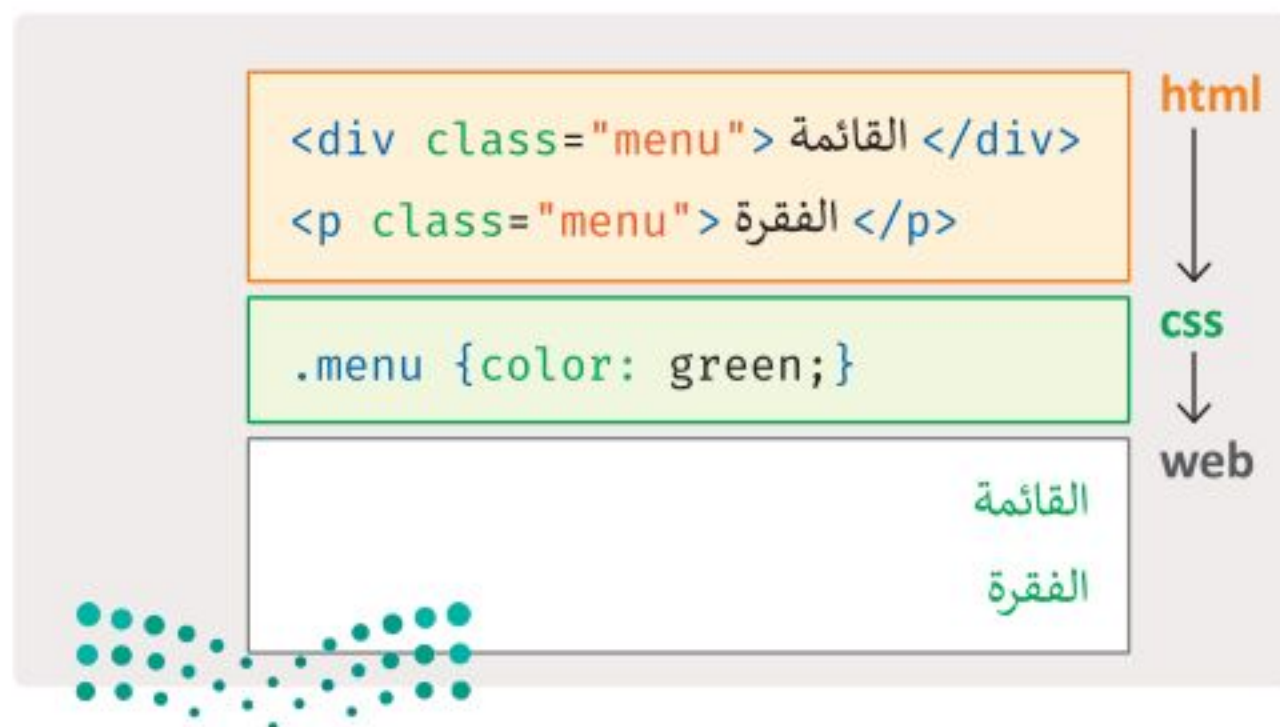 html
<div class="menu"> القائمة </div>
<p class="menu"> الفقرة </p>
css
.menu {color: green;}
web
القائمة
الفقرة